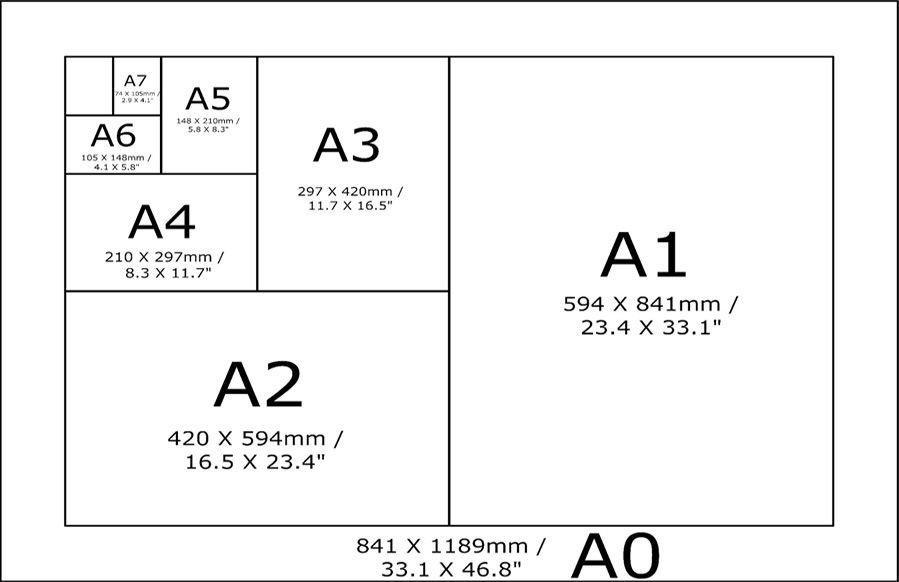 A7
74 X 105mm /
2.9 X 4.1"
A5
148 X 210mm /
5.8 X 8.3"
A6
105 X 148mm /
4.1 X 5.8"
A3
297 X 420mm /
11.7 X 16.5"
A4
210 X 297mm /
8.3 X 11.7"
A1
594 X 841mm /
23.4 X 33.1"
A2
420 X 594mm /
16.5 X 23.4"
841 X 1189mm /
33.1 X 46.8"
A0